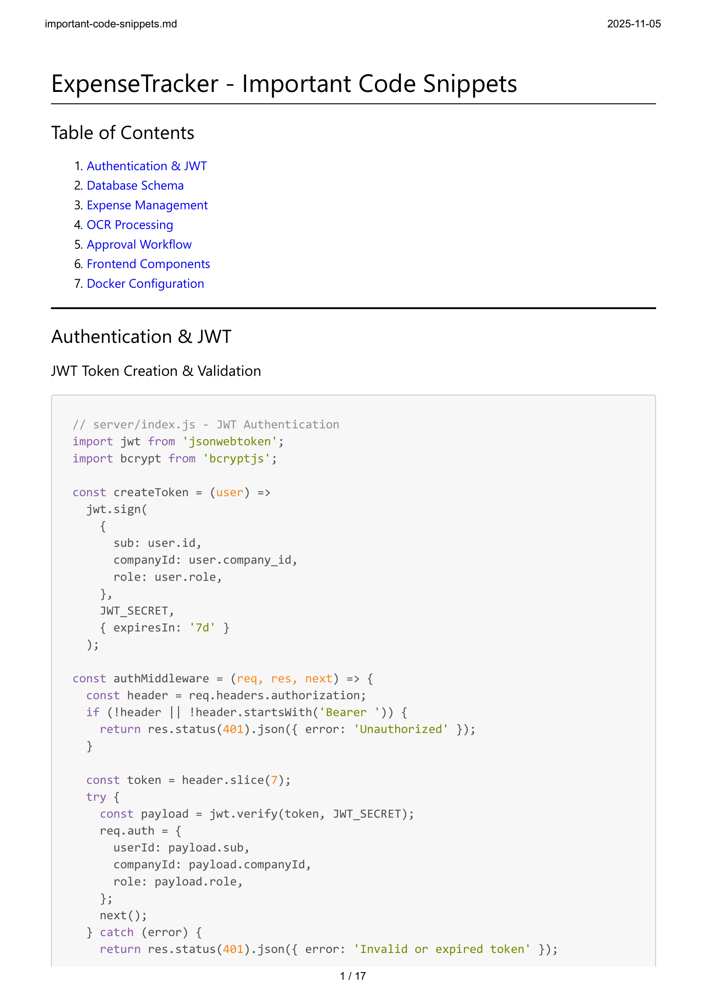 important-code-snippets.md
2025-11-05
ExpenseTracker - Important Code Snippets
Table of Contents
1. Authentication & JWT
2. Database Schema
3. Expense Management
4. OCR Processing
5. Approval Workflow
6. Frontend Components
7. Docker Configuration
Authentication & JWT
JWT Token Creation & Validation
// server/index.js - JWT Authentication
import jwt from 'jsonwebtoken';
import bcrypt from 'bcryptjs';

const createToken = (user) =>
  jwt.sign(
    {
      sub: user.id,
      companyId: user.company_id,
      role: user.role,
    },
    JWT_SECRET,
    { expiresIn: '7d' }
  );

const authMiddleware = (req, res, next) => {
  const header = req.headers.authorization;
  if (!header || !header.startsWith('Bearer ')) {
    return res.status(401).json({ error: 'Unauthorized' });
  }

  const token = header.slice(7);
  try {
    const payload = jwt.verify(token, JWT_SECRET);
    req.auth = {
      userId: payload.sub,
      companyId: payload.companyId,
      role: payload.role,
    };
    next();
  } catch (error) {
    return res.status(401).json({ error: 'Invalid or expired token' });
1 / 17